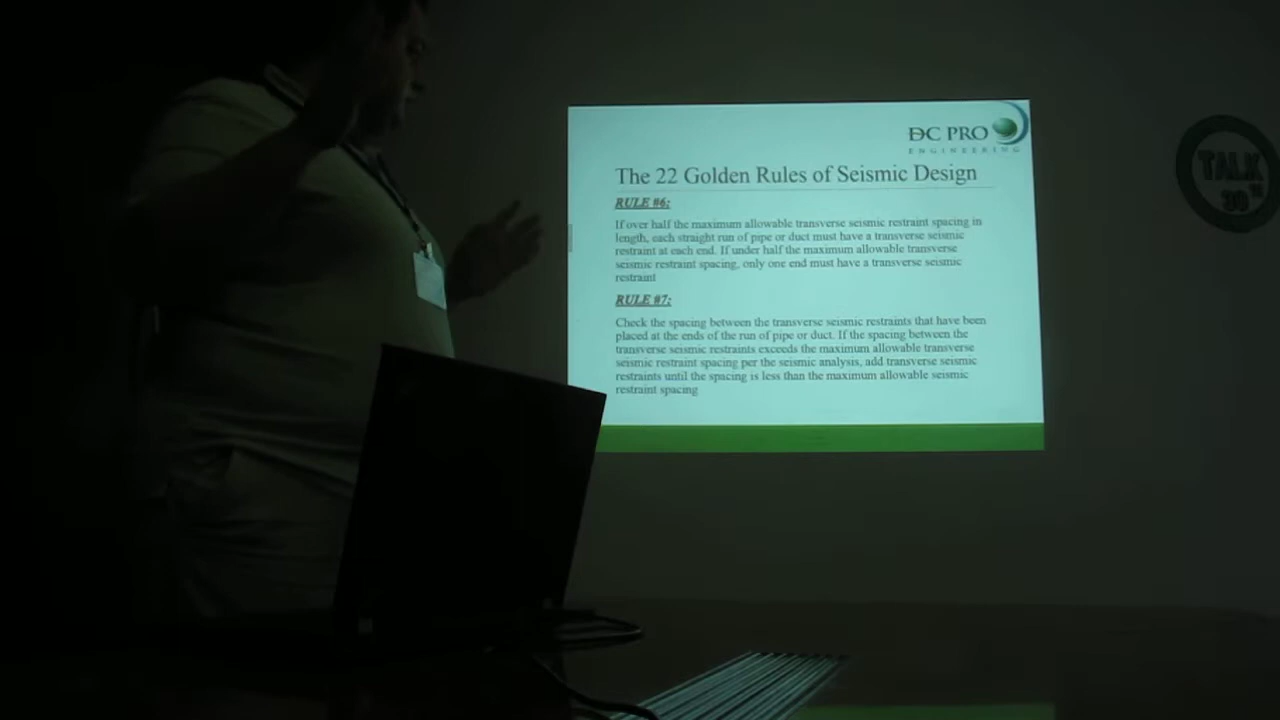 DC PRO
ENGINEERING
The 22 Golden Rules of Seismic Design
RULE #6:
If over half the maximum allowable transverse seismic restraint spacing in
length, each straight run of pipe or duct must have a transverse seismic
restraint at each end. If under half the maximum allowable transverse
seismic restraint spacing, only one end must have a transverse seismic
restraint
RULE #7:
Check the spacing between the transverse seismic restraints that have been
placed at the ends of the run of pipe or duct. If the spacing between the
transverse seismic restraints exceeds the maximum allowable transverse
seismic restraint spacing per the seismic analysis, add transverse seismic
restraints until the spacing is less than the maximum allowable seismic
restraint spacing
TALK
30